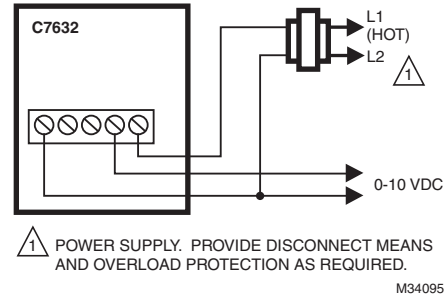 C7632
L1
(HOT)
L2
1
0-10 VDC
1 POWER SUPPLY. PROVIDE DISCONNECT MEANS
AND OVERLOAD PROTECTION AS REQUIRED.
M34095